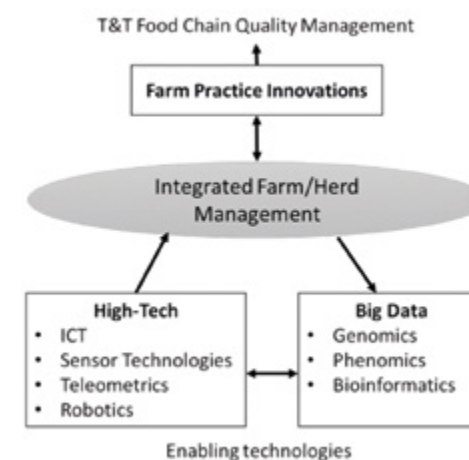 T&T Food Chain Quality Management
Farm Practice Innovations
Integrated Farm/Herd
Management
High-Tech
• ICT
• Sensor Technologies
• Teleometrics
• Robotics
Big Data
• Genomics
• Phenomics
• Bioinformatics
Enabling technologies